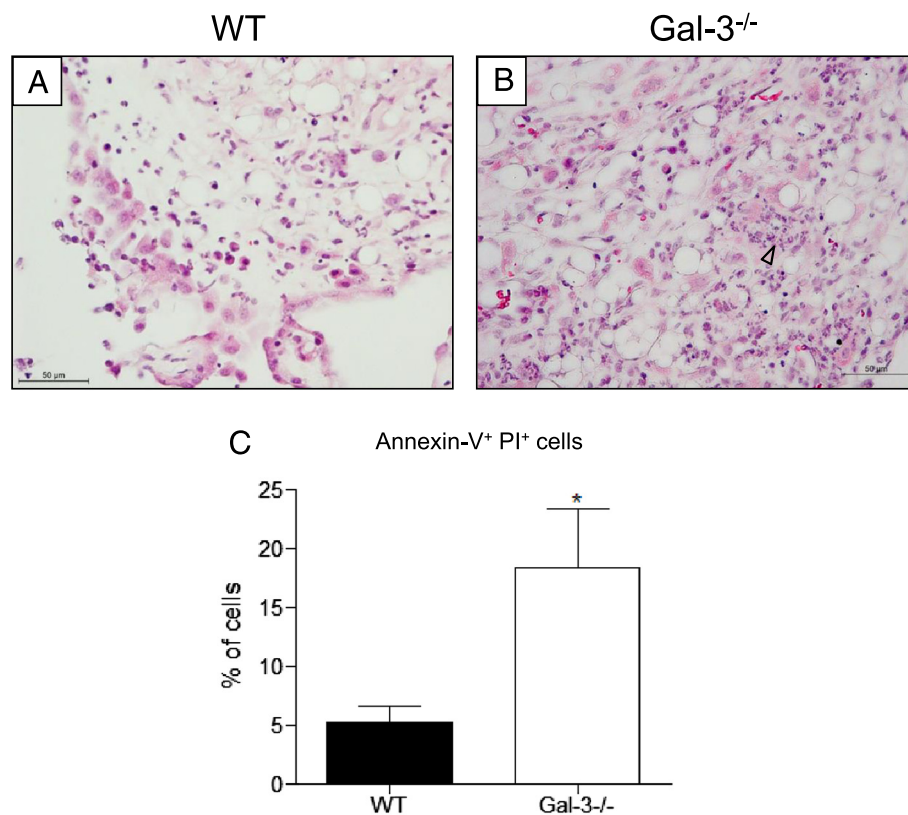 WT
Gal-3-/-
A
B
50 µm
50 µm
C
Annexin-V+ PI+ cells
25
*
20
15
10
5
0
% of cells
WT
Gal-3-/-